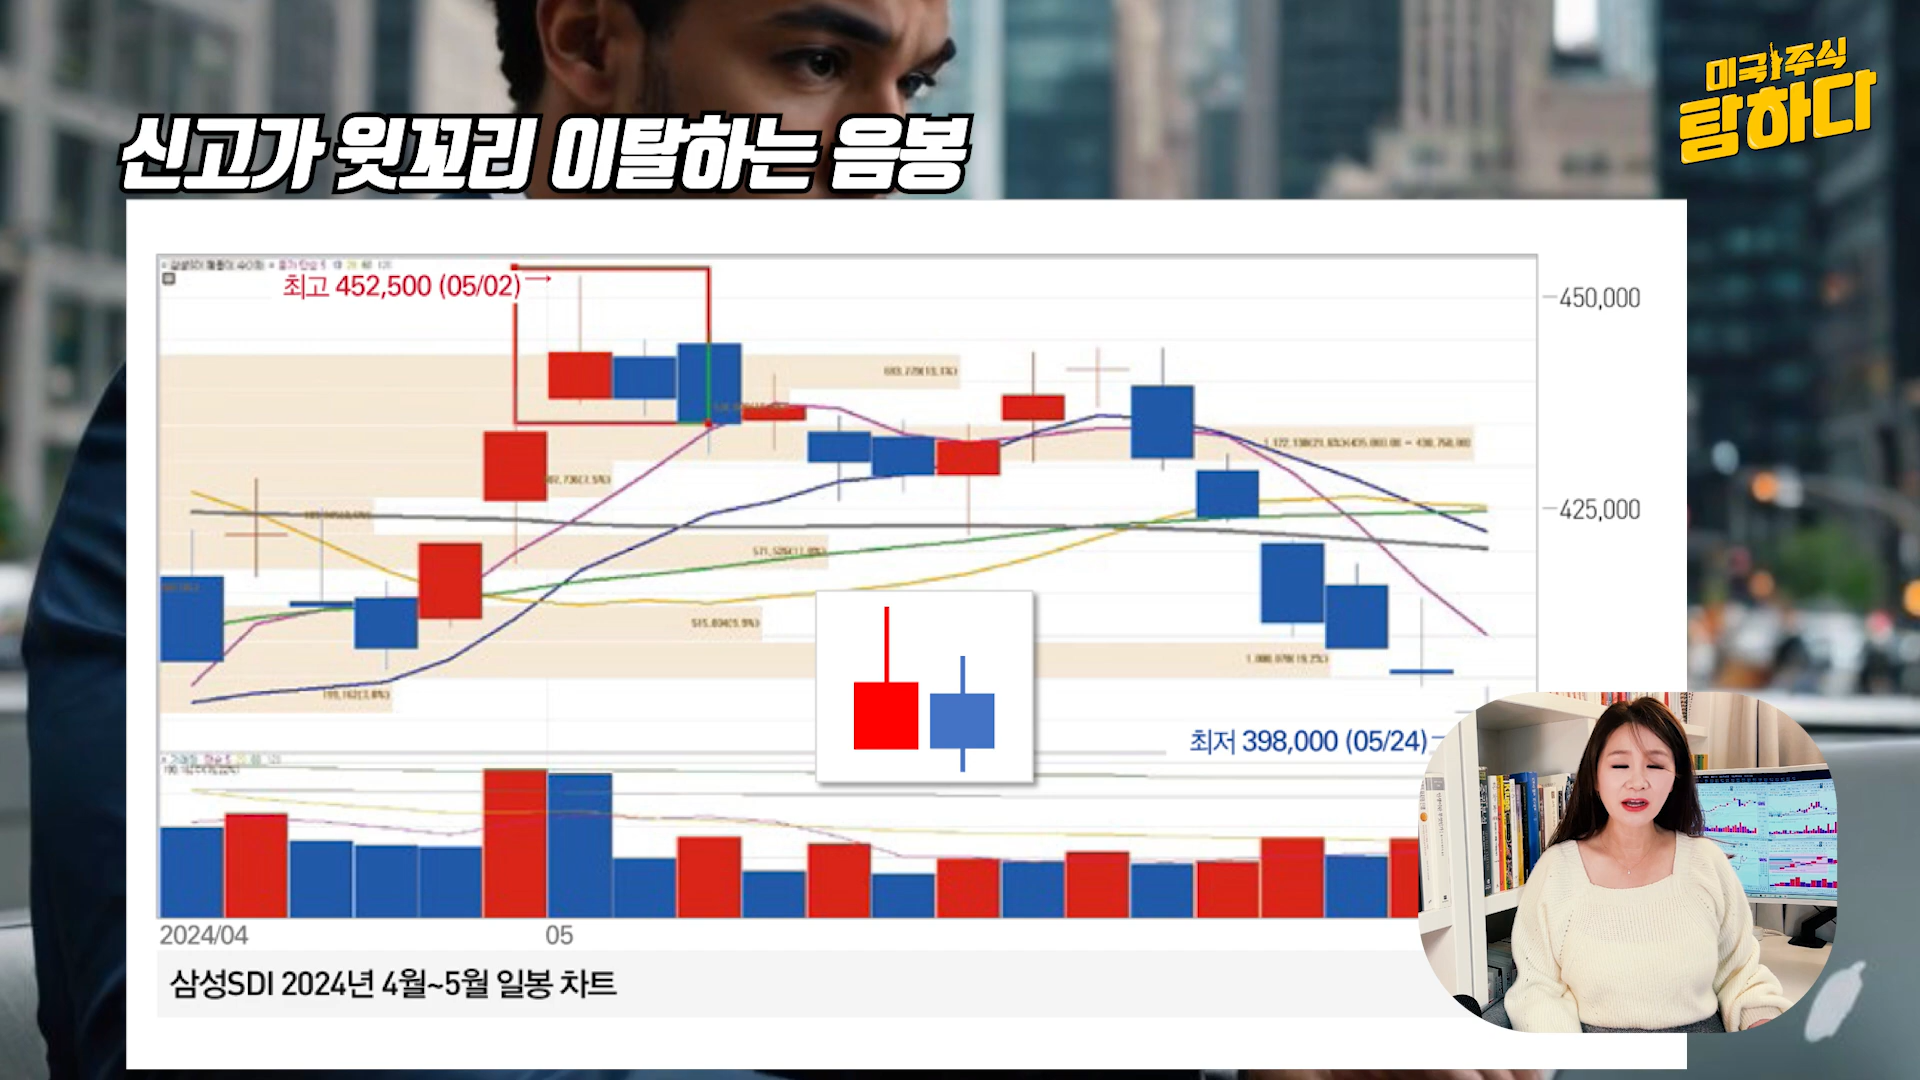 미국주식
탐하다
신고가 윗꼬리 이탈하는 음봉
최고 452,500 (05/02)
450,000
425,000
최저 398,000 (05/24)
2024/04
05
삼성SDI 2024년 4월~5월 일봉 차트